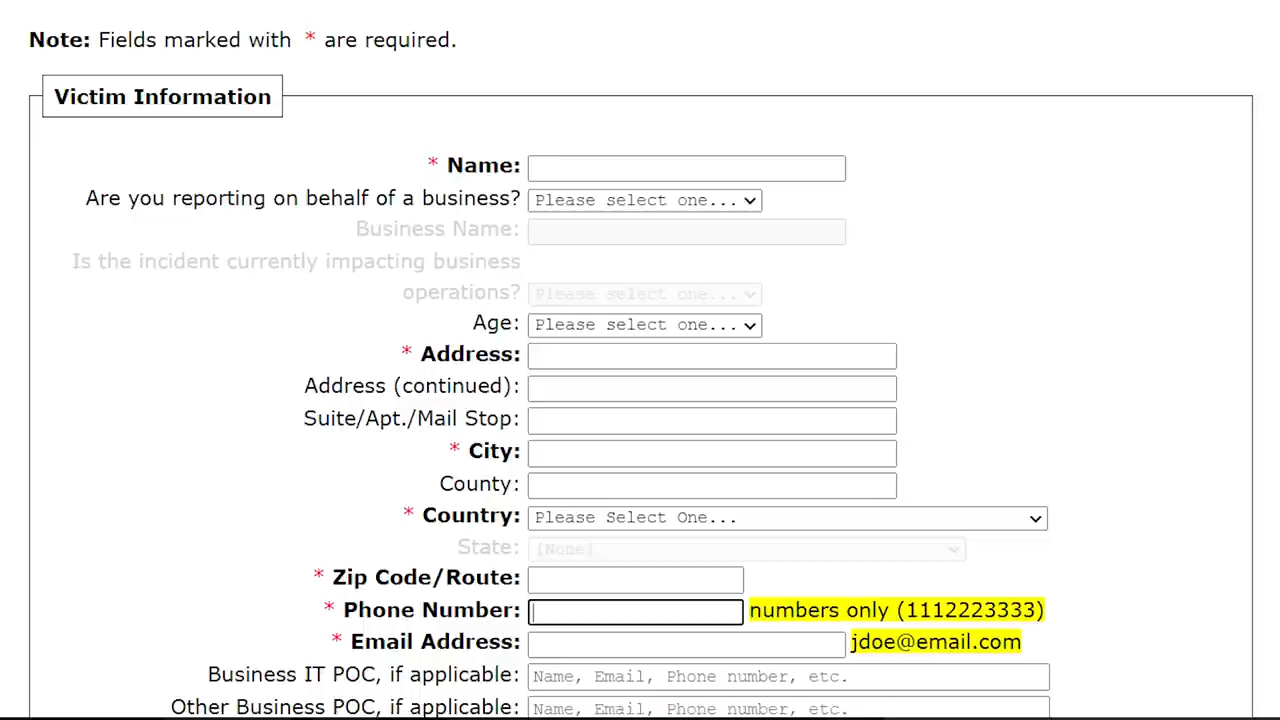 Note: Fields marked with * are required.
Victim Information
* Name:
Are you reporting on behalf of a business? Please select one...
Business Name:
Is the incident currently impacting business
operations? Please select one...
Age: Please select one...
* Address:
Address (continued):
Suite/Apt./Mail Stop:
* City:
County:
* Country: Please Select One...
State: (None)
* Zip Code/Route:
* Phone Number: numbers only (1112223333)
* Email Address: jdoe@email.com
Business IT POC, if applicable: Name, Email, Phone number, etc.
Other Business POC, if applicable: Name, Email, Phone number, etc.